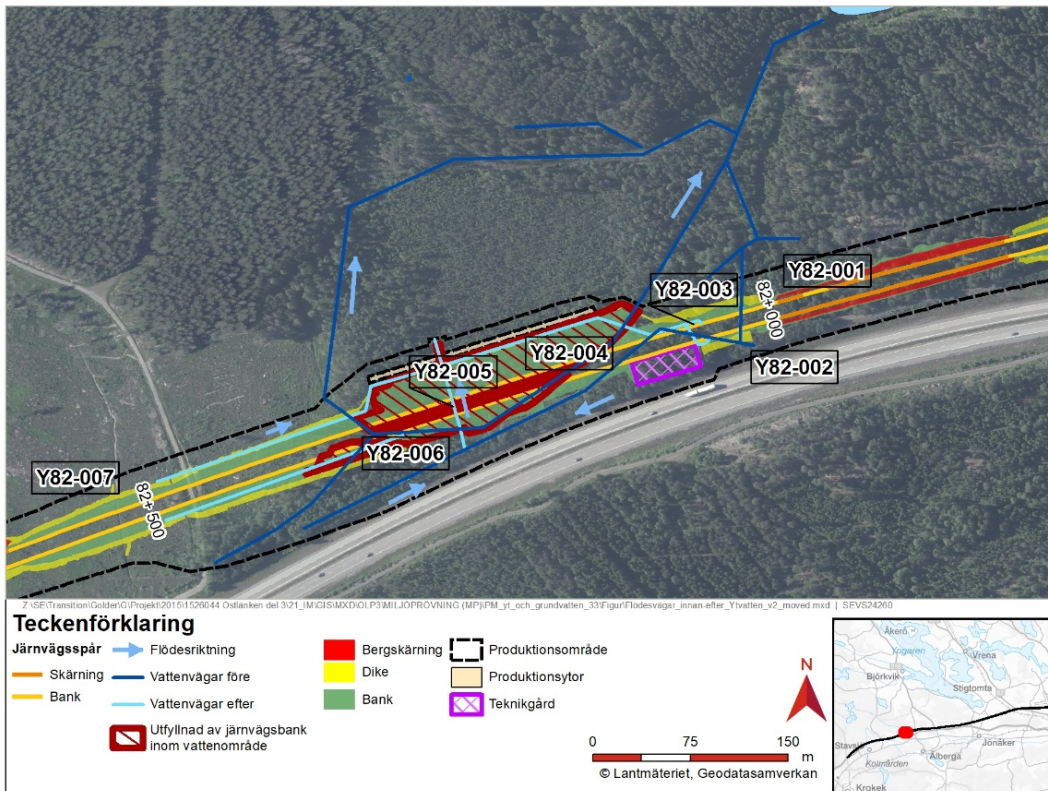 Y82-001
Y82-003
82+ 000
Y82-004
Y82-002
Y82-005
Y82-006
Y82-007
82+ 500
Z:\SE\Transition\Golder\G\Projekt\2015\1526044 Ostlänken del 3\21_IM\GIS\MXD\OLP3\MILJÖPRÖVNING (MP)\PM_yt_och_grundvatten_33\Figur\Flodesvägar_innan-efter_Ytvatten_v2_moved.mxd | SEVS24260
Teckenförklaring
Järnvägsspår
Skärning
Bank
Flödesriktning
Vattenvägar före
Vattenvägar efter
Utfyllnad av järnvägsbank
inom vattenområde
Bergskärning
Dike
Bank
Produktionsområde
Produktionsytor
Teknikgård
N
0 75 150
m
© Lantmäteriet, Geodatasamverkan
Åkerö
Yngaren
Vrena
Björkvik
Stigtomta
Stavsjö
Jönåker
Kolmården
Ålberga
Krokek